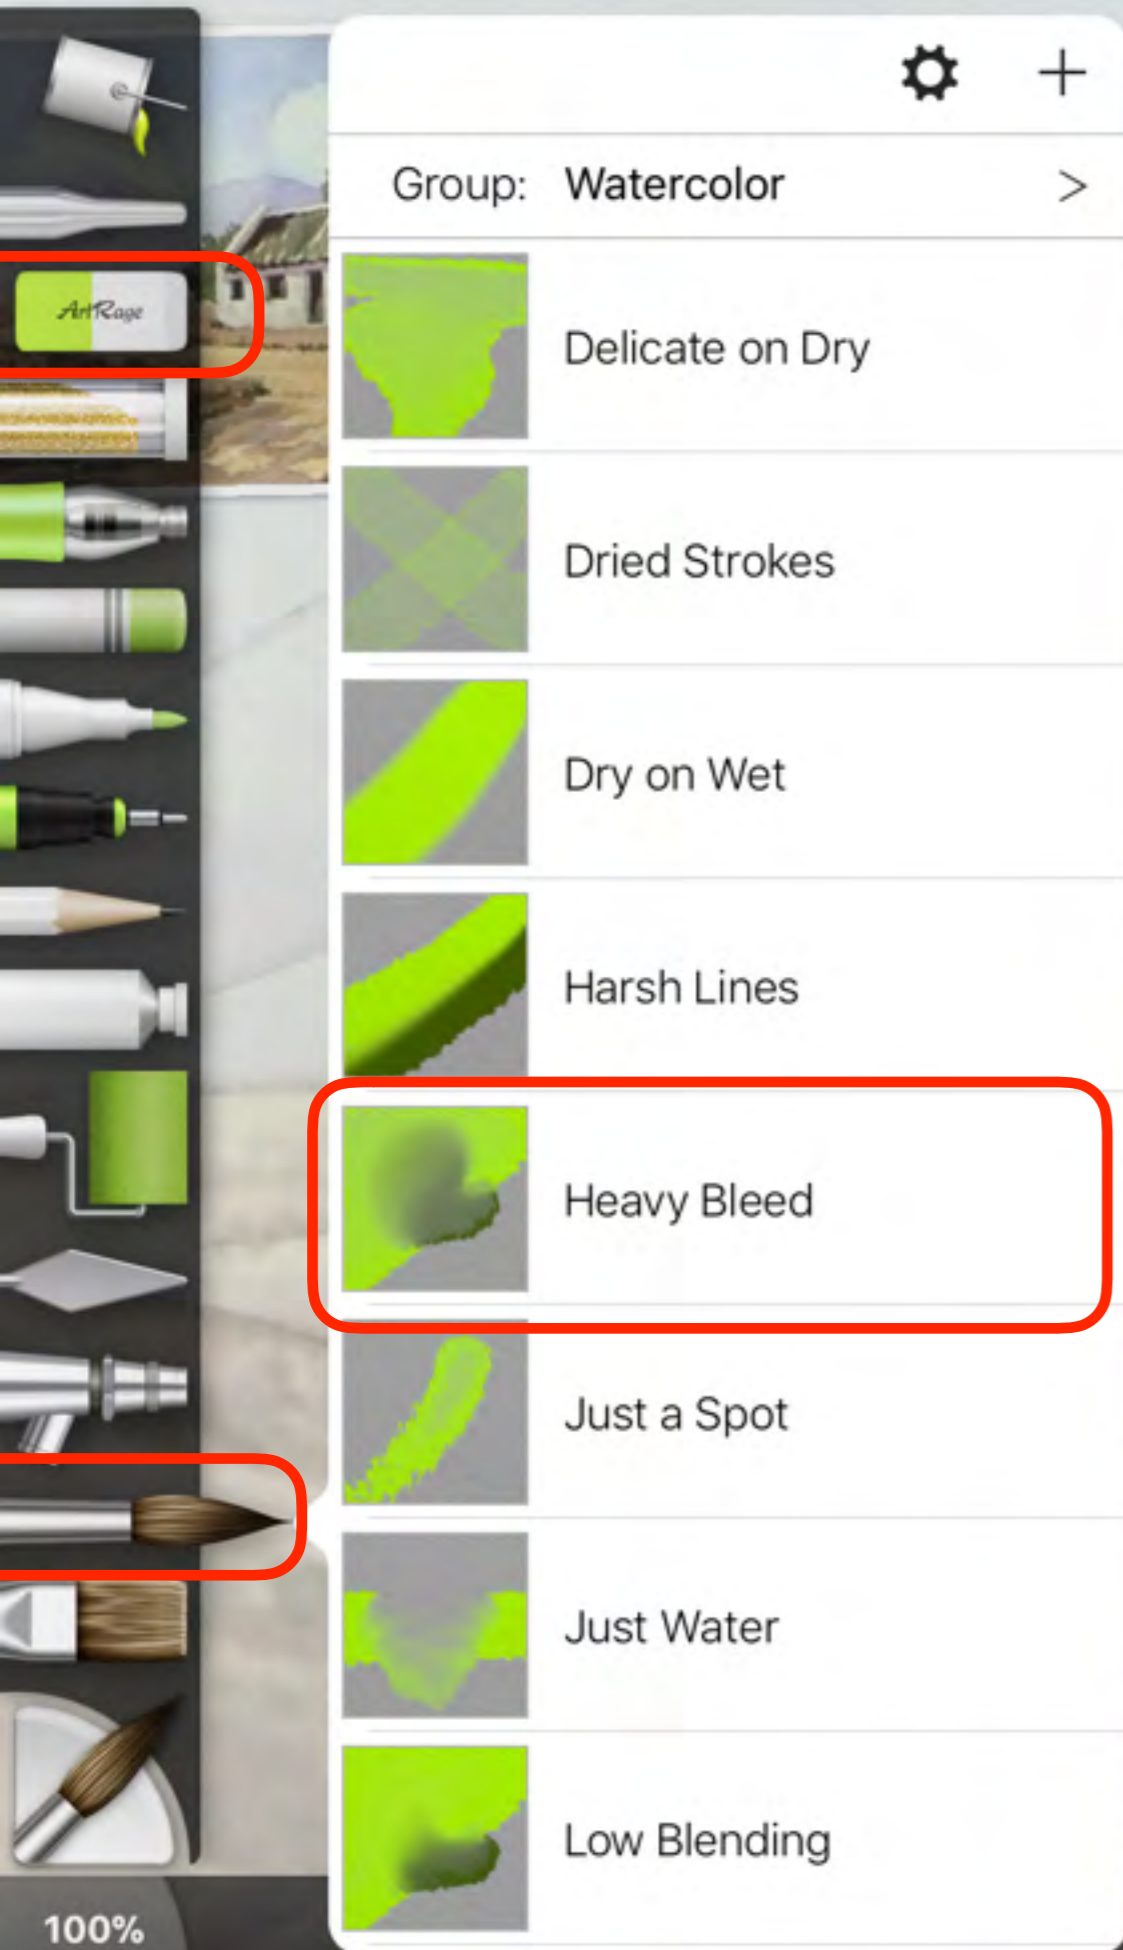 Group: Watercolor >
ArtRage
Delicate on Dry
Dried Strokes
Dry on Wet
Harsh Lines
Heavy Bleed
Just a Spot
Just Water
Low Blending
100%